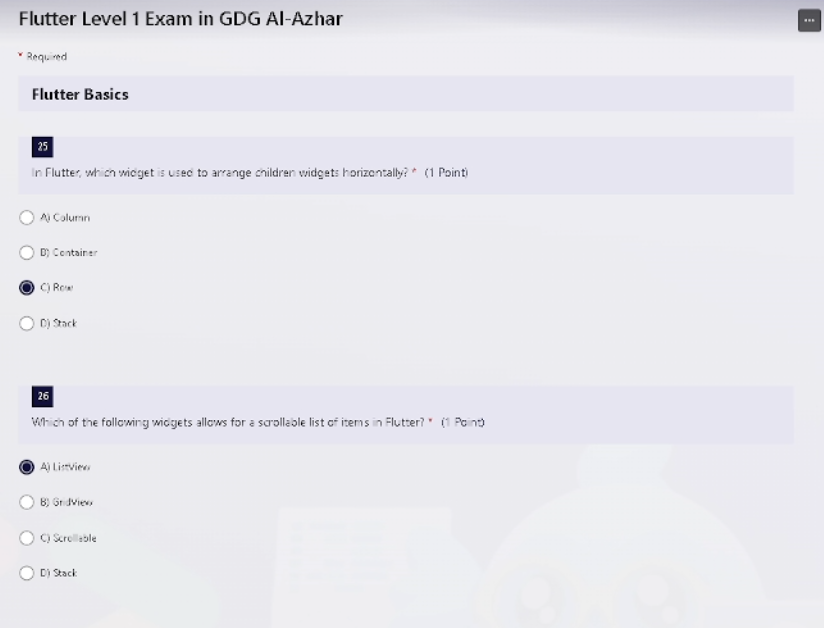 Flutter Level 1 Exam in GDG Al-Azhar
* Required
Flutter Basics
25
In Flutter, which widget is used to arrange children widgets horizontally? * (1 Point)
A) Column
B) Container
C) Row
D) Stack
26
Which of the following widgets allows for a scrollable list of items in Flutter? * (1 Point)
A) ListView
B) GridView
C) Scrollable
D) Stack